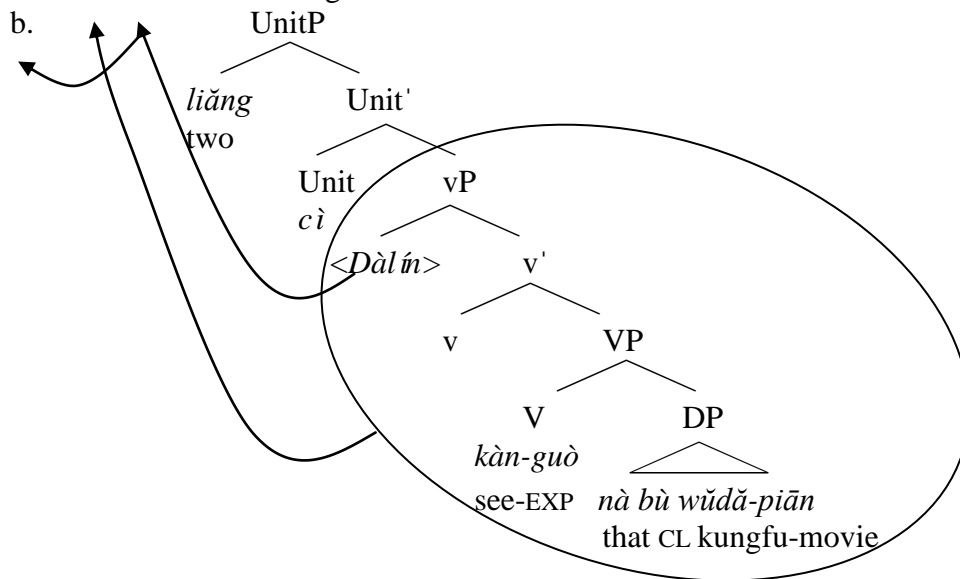 b.
UnitP
liăng
two
Unit'
Unit
cì
vP
<Dàlín>
v'
v
VP
V
DP
kàn-guò
see-EXP
nà bù wŭdă-piān
that CL kungfu-movie